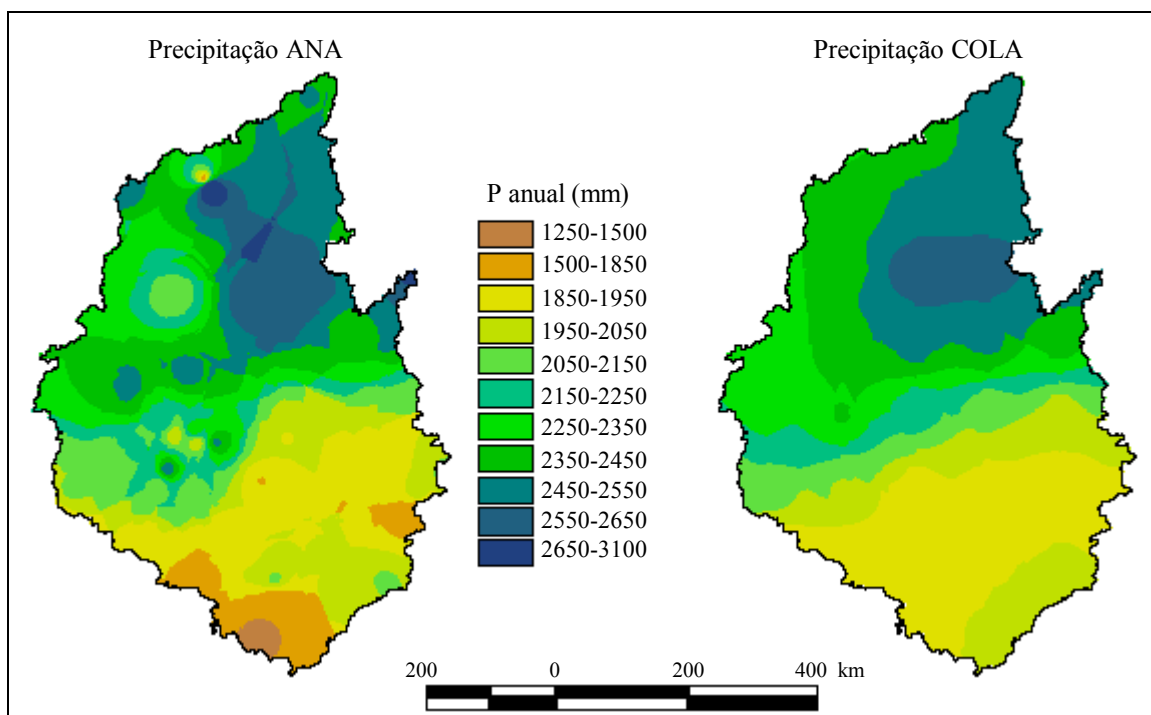 Precipitação ANA
Precipitação COLA
P anual (mm)
1250-1500
1500-1850
1850-1950
1950-2050
2050-2150
2150-2250
2250-2350
2350-2450
2450-2550
2550-2650
2650-3100
200 0 200 400 km